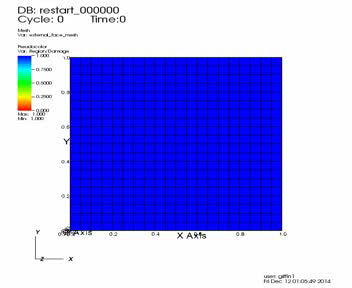 DB: restart_000000
Cycle: 0 Time:0
Mesh
Var: external_face_mesh
Pseudocolor
Var: Region/Damage
1.000
0.7500
0.5000
0.2500
0.000
Max: 1.000
Min: 1.000
1.0
0.8
0.6
Y
0.4
0.2
Axis
0.2
0.4
0.6
0.8
1.0
X Axis
Y
Z
X
user: giffin1
Fri Dec 12 01:05:49 2014